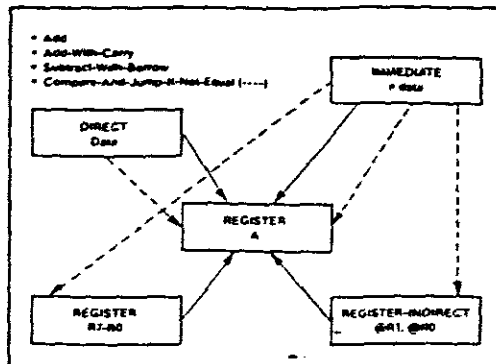 • Add
• Add-With-Carry
• Subtract-With-Borrow
• Compare-And-Jump-If-Not-Equal (----)
IMMEDIATE
# data
DIRECT
Data
REGISTER
A
REGISTER
R7-R0
REGISTER-INDIRECT
@R1, @R0